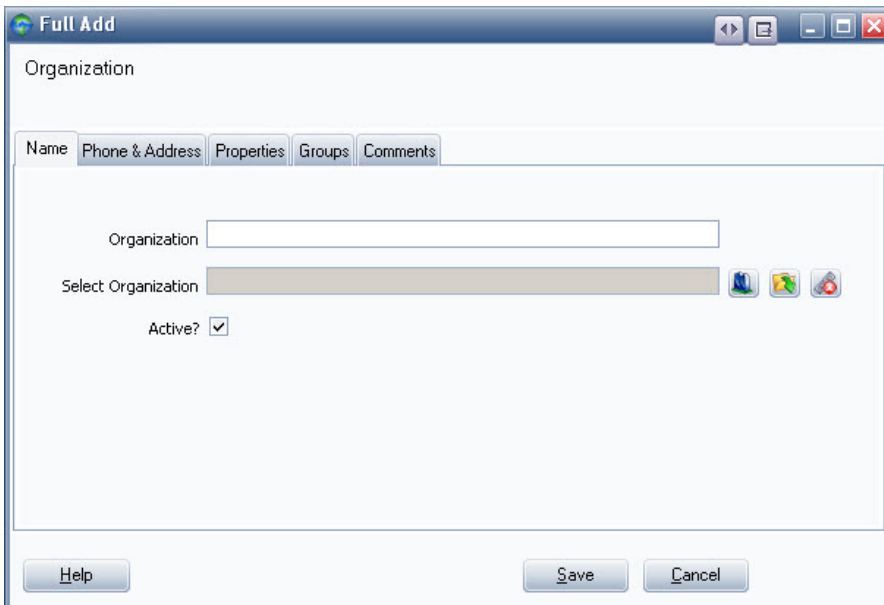 Full Add
Organization
Name Phone & Address Properties Groups Comments
Organization
Select Organization
Active?
Help Save Cancel